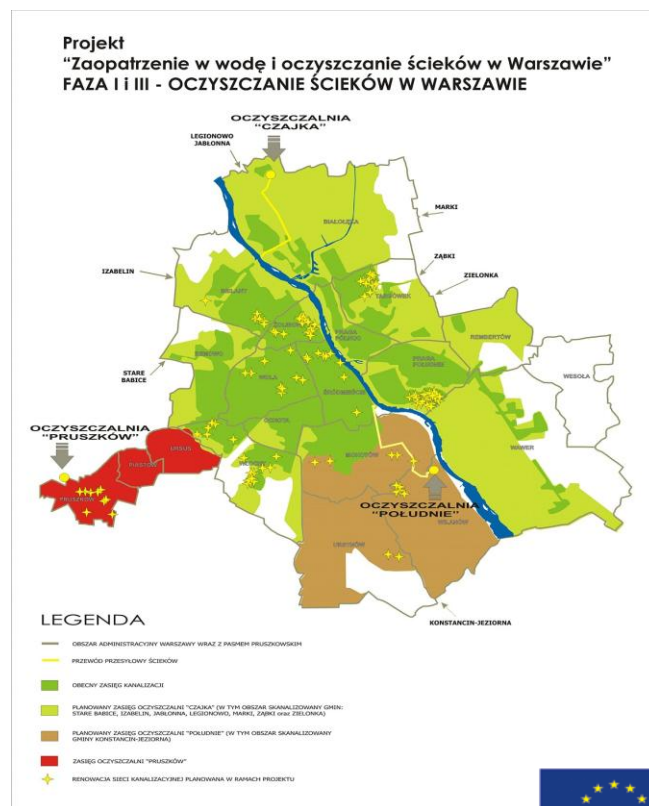 Projekt
“Zaopatrzenie w wodę i oczyszczanie ścieków w Warszawie”
FAZA I i III - OCZYSZCZANIE ŚCIEKÓW W WARSZAWIE
OCZYSZCZALNIA
“CZAJKA”
LEGIONOWO
JABŁONNA
BIAŁOŁĘKA
MARKI
ZĄBKI
IZABELIN
ZIELONKA
BIELANY
TARGÓWEK
ŻOLIBORZ
PRAGA
PÓŁNOC
REMBERTÓW
BEMOWO
STARE
BABICE
PRAGA
POŁUDNIE
WESOŁA
WOLA
ŚRÓDMIEŚCIE
OCHOTA
WAWER
OCZYSZCZALNIA
“PRUSZKÓW”
URSUS
WŁOCHY
MOKOTÓW
PIASTÓW
PRUSZKÓW
OCZYSZCZALNIA
“POŁUDNIE”
WILANÓW
URSYNÓW
KONSTANCIN-JEZIORNA
LEGENDA
OBSZAR ADMINISTRACYJNY WARSZAWY WRAZ Z PASMEM PRUSZKOWSKIM
PRZEWÓD PRZESYŁOWY ŚCIEKÓW
OBECNY ZASIĘG KANALIZACJI
PLANOWANY ZASIĘG OCZYSZCZALNI “CZAJKA” (W TYM OBSZAR SKANALIZOWANY GMIN:
STARE BABICE, IZABELIN, JABŁONNA, LEGIONOWO, MARKI, ZĄBKI oraz ZIELONKA)
PLANOWANY ZASIĘG OCZYSZCZALNI “POŁUDNIE” (W TYM OBSZAR SKANALIZOWANY
GMINY KONSTANCIN-JEZIORNA)
ZASIĘG OCZYSZCZALNI “PRUSZKÓW”
RENOWACJA SIECI KANALIZACYJNEJ PLANOWANA W RAMACH PROJEKTU